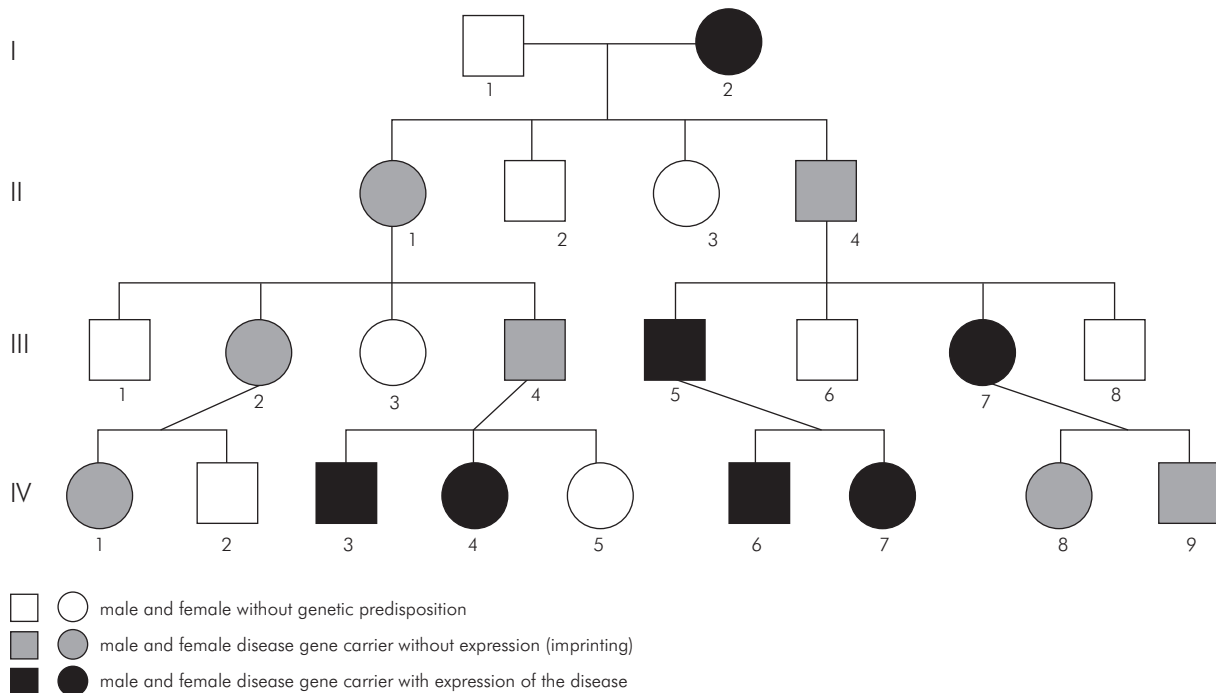 I
1 2
II
1 2 3 4
III
1 2 3 4 5 6 7 8
IV
1 2 3 4 5 6 7 8 9
male and female without genetic predisposition
male and female disease gene carrier without expression (imprinting)
male and female disease gene carrier with expression of the disease